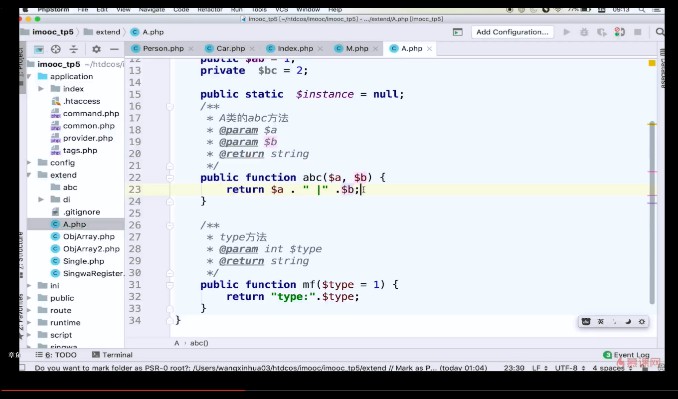 PhpStorm File Edit View Navigate Code Refactor Run Tools VCS Window Help 77% 09:13
imooc_tp5 [~/htdcos/imooc/imooc_tp5] - .../extend/A.php [imooc_tp5]
imooc_tp5 extend A.php Add Configuration...
Person.php Car.php Index.php M.php A.php
imooc_tp5 ~/htdcos/
application
index
.htaccess
command.php
common.php
provider.php
tags.php
config
extend
abc
di
.gitignore
A.php
ObjArray.php
ObjArray2.php
Single.php
SingwaRegister.
ini
public
route
runtime
script
singwa
12 public $ab = 1;
13 private $bc = 2;
14
15 public static $instance = null;
16 /**
17 * A类的abc方法
18 * @param $a
19 * @param $b
20 * @return string
21 */
22 public function abc($a, $b) {
23 return $a . " |" .$b;
24 }
25
26 /**
27 * type方法
28 * @param int $type
29 * @return string
30 */
31 public function mf($type = 1) {
32 return "type:".$type;
33 }
34 }
A › abc()
6: TODO Terminal Event Log
Do you want to mark folder as PSR-0 root?: /Users/wangxinhua03/htdcos/imooc/imooc_tp5/extend // Mark as P... (today 01:04) 23:30 LF UTF-8 4 spaces